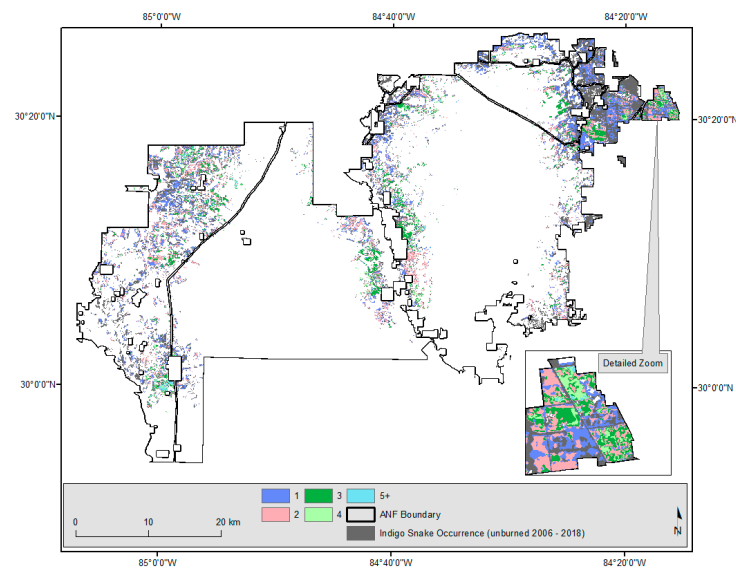 85°0'0"W 84°40'0"W 84°20'0"W
30°20'0"N 30°20'0"N
Detailed Zoom
30°0'0"N 30°0'0"N
1 3 5+
2 4 ANF Boundary
0 10 20 km
Indigo Snake Occurrence (unburned 2006 - 2018)
N
85°0'0"W 84°40'0"W 84°20'0"W